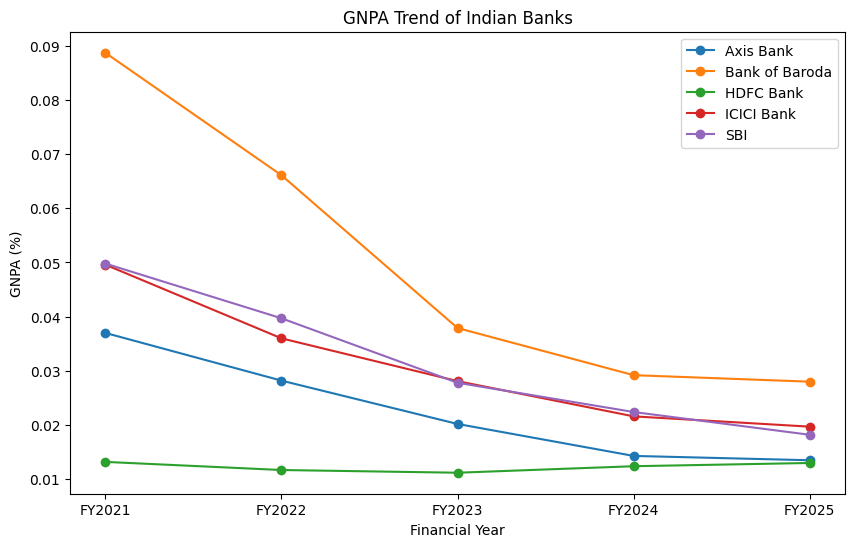 GNPA Trend of Indian Banks
Axis Bank
Bank of Baroda
HDFC Bank
ICICI Bank
SBI
GNPA (%)
0.09
0.08
0.07
0.06
0.05
0.04
0.03
0.02
0.01
FY2021 FY2022 FY2023 FY2024 FY2025
Financial Year